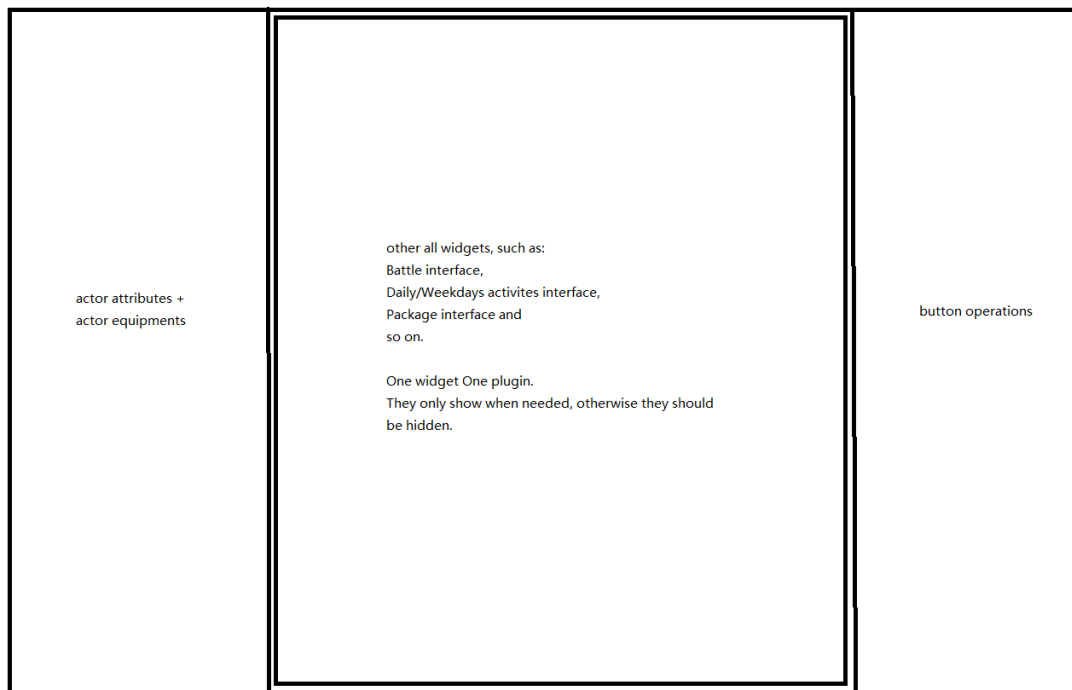 actor attributes +
actor equipments
other all widgets, such as:
Battle interface,
Daily/Weekdays activites interface,
Package interface and
so on.
One widget One plugin.
They only show when needed, otherwise they should
be hidden.
button operations